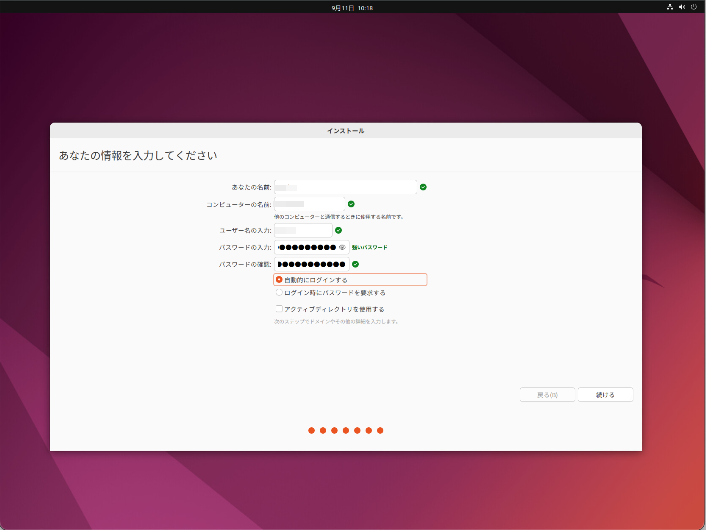 9月11日 10:18
インストール
あなたの情報を入力してください
あなたの名前:
コンピューターの名前:
他のコンピューターと通信するときに使用する名前です。
ユーザー名の入力:
パスワードの入力: 強いパスワード
パスワードの確認:
自動的にログインする
ログイン時にパスワードを要求する
アクティブディレクトリを使用する
次のステップでドメインやその他の詳細を入力します。
戻る(B) 続ける